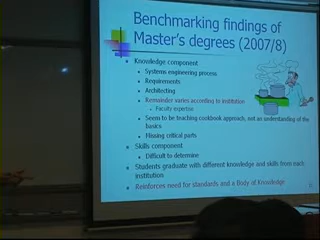 Benchmarking findings of
Master's degrees (2007/8)
Knowledge component
Systems engineering process
Requirements
Architecting
Remainder varies according to institution
Faculty expertise
Seem to be teaching cookbook approach, not an understanding of the
basics
Missing critical parts
Skills component
Difficult to determine
Students graduate with different knowledge and skills from each
institution
Reinforces need for standards and a Body of Knowledge